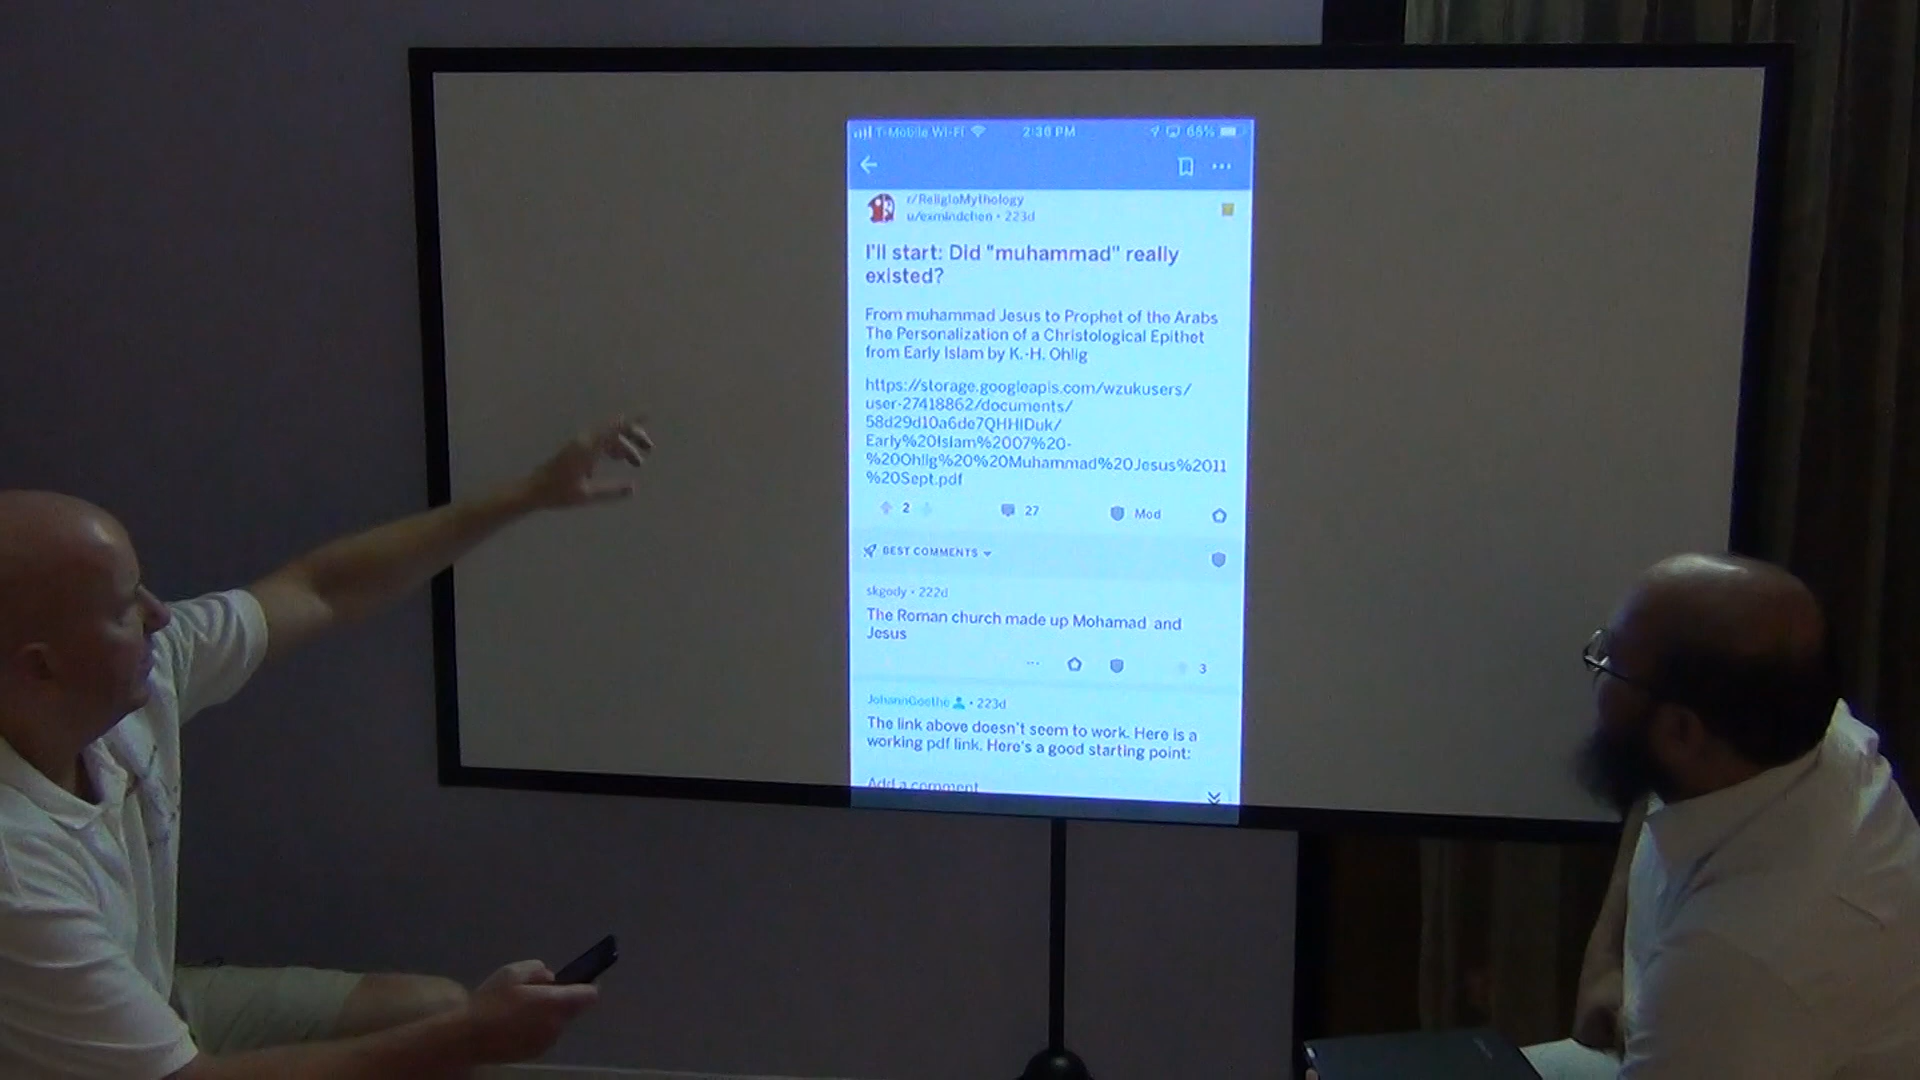 T-Mobile Wi-Fi 2:36 PM 68%
r/ReligioMythology
u/exmindchen • 223d
I'll start: Did "muhammad" really
existed?
From muhammad Jesus to Prophet of the Arabs
The Personalization of a Christological Epithet
from Early Islam by K.-H. Ohlig
https://storage.googleapis.com/wzukusers/
user-27418862/documents/
58d29d10a6de7QHHIDuk/
Early%20Islam%2007%20-
%20Ohlig%20%20Muhammad%20Jesus%2011
%20Sept.pdf
2 27 Mod
BEST COMMENTS
skgody • 222d
The Roman church made up Mohamad and
Jesus
... 3
JohannGoethe • 223d
The link above doesn't seem to work. Here is a
working pdf link. Here's a good starting point:
Add a comment